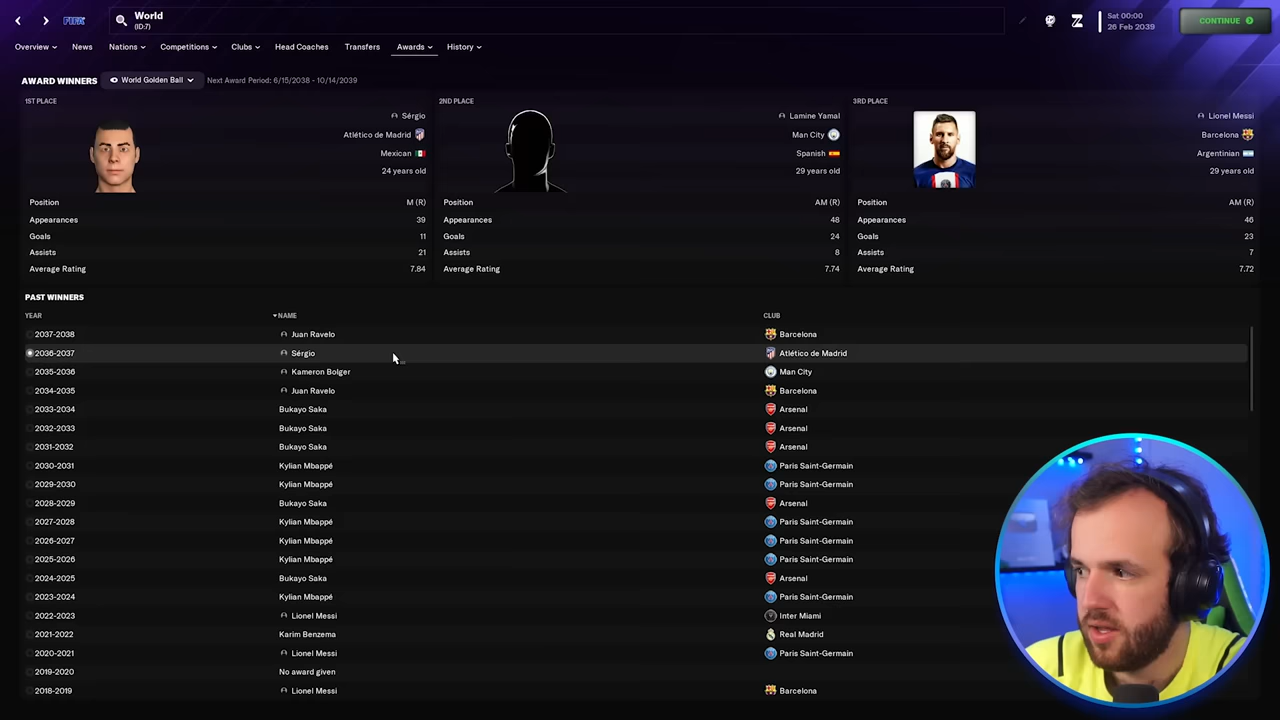 FIFA
World
(ID:7)
Sat 00:00
26 Feb 2039
CONTINUE
Overview
News
Nations
Competitions
Clubs
Head Coaches
Transfers
Awards
History
AWARD WINNERS
World Golden Ball
Next Award Period: 6/15/2038 - 10/14/2039
1ST PLACE
Sérgio
Atlético de Madrid
Mexican
24 years old
Position M (R)
Appearances 39
Goals 11
Assists 21
Average Rating 7.84
2ND PLACE
Lamine Yamal
Man City
Spanish
29 years old
Position AM (R)
Appearances 48
Goals 24
Assists 8
Average Rating 7.74
3RD PLACE
Lionel Messi
Barcelona
Argentinian
29 years old
Position AM (R)
Appearances 46
Goals 23
Assists 7
Average Rating 7.72
PAST WINNERS
YEAR NAME CLUB
2037-2038 Juan Ravelo Barcelona
2036-2037 Sérgio Atlético de Madrid
2035-2036 Kameron Bolger Man City
2034-2035 Juan Ravelo Barcelona
2033-2034 Bukayo Saka Arsenal
2032-2033 Bukayo Saka Arsenal
2031-2032 Bukayo Saka Arsenal
2030-2031 Kylian Mbappé Paris Saint-Germain
2029-2030 Kylian Mbappé Paris Saint-Germain
2028-2029 Bukayo Saka Arsenal
2027-2028 Kylian Mbappé Paris Saint-Germain
2026-2027 Kylian Mbappé Paris Saint-Germain
2025-2026 Kylian Mbappé Paris Saint-Germain
2024-2025 Bukayo Saka Arsenal
2023-2024 Kylian Mbappé Paris Saint-Germain
2022-2023 Lionel Messi Inter Miami
2021-2022 Karim Benzema Real Madrid
2020-2021 Lionel Messi Paris Saint-Germain
2019-2020 No award given
2018-2019 Lionel Messi Barcelona